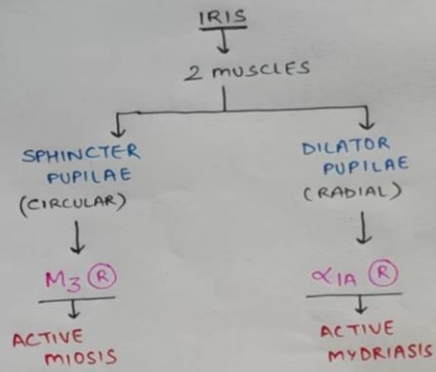 IRIS
2 MUSCLES
SPHINCTER
PUPILAE
(CIRCULAR)
M3 Ⓡ
ACTIVE
MIOSIS
DILATOR
PUPILAE
(RADIAL)
α1A Ⓡ
ACTIVE
MYDRIASIS